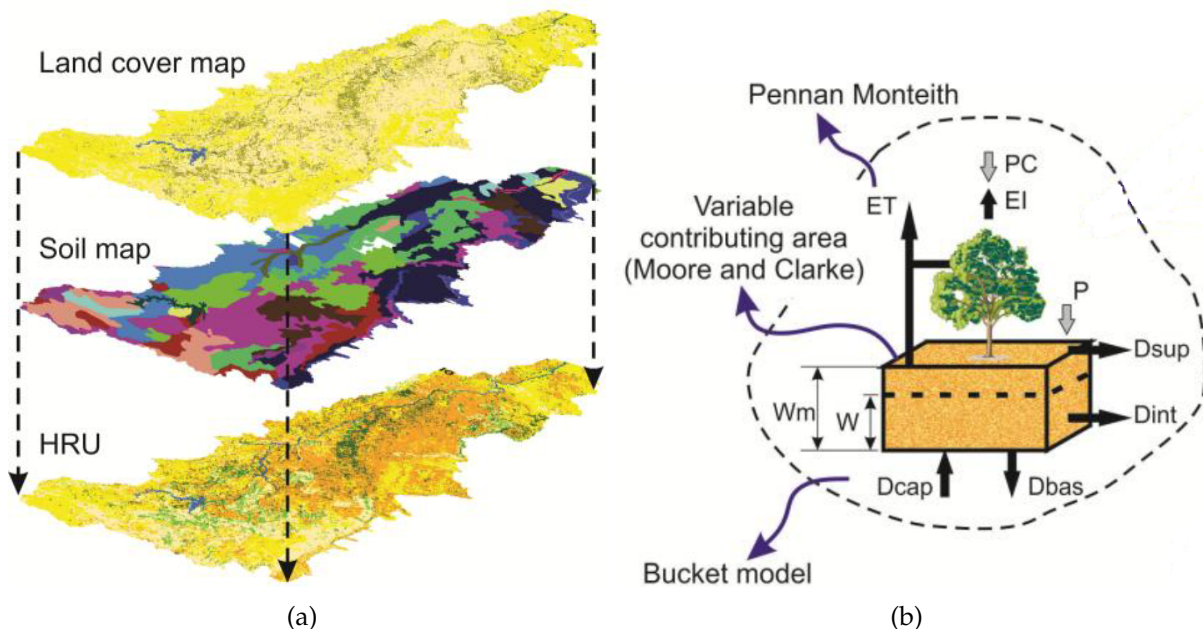 Land cover map
Soil map
HRU
(a)
Pennan Monteith
Variable
contributing area
(Moore and Clarke)
Bucket model
PC
EI
ET
P
Dsup
Wm
W
Dint
Dcap
Dbas
(b)